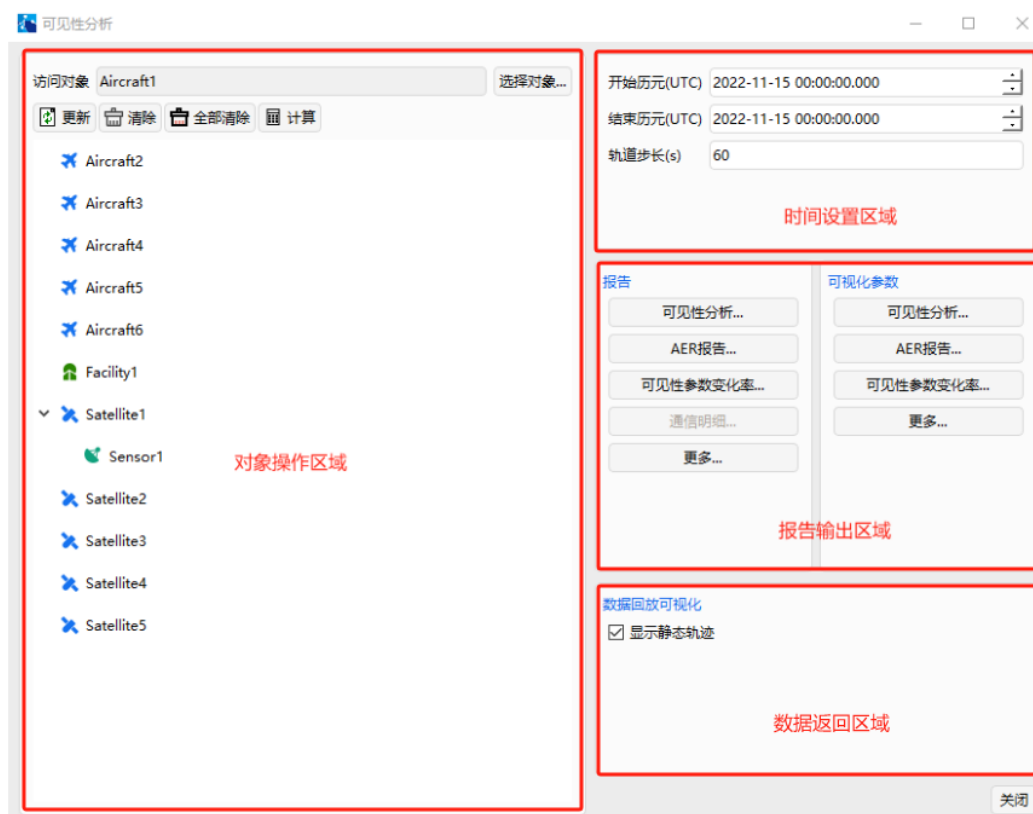 可见性分析
访问对象 Aircraft1 选择对象...
更新 清除 全部清除 计算
Aircraft2
Aircraft3
Aircraft4
Aircraft5
Aircraft6
Facility1
Satellite1
Sensor1
对象操作区域
Satellite2
Satellite3
Satellite4
Satellite5
开始历元(UTC) 2022-11-15 00:00:00.000
结束历元(UTC) 2022-11-15 00:00:00.000
轨道步长(s) 60
时间设置区域
报告
可见性分析...
AER报告...
可见性参数变化率...
通信明细...
更多...
可视化参数
可见性分析...
AER报告...
可见性参数变化率...
更多...
报告输出区域
数据回放可视化
显示静态轨迹
数据返回区域
关闭